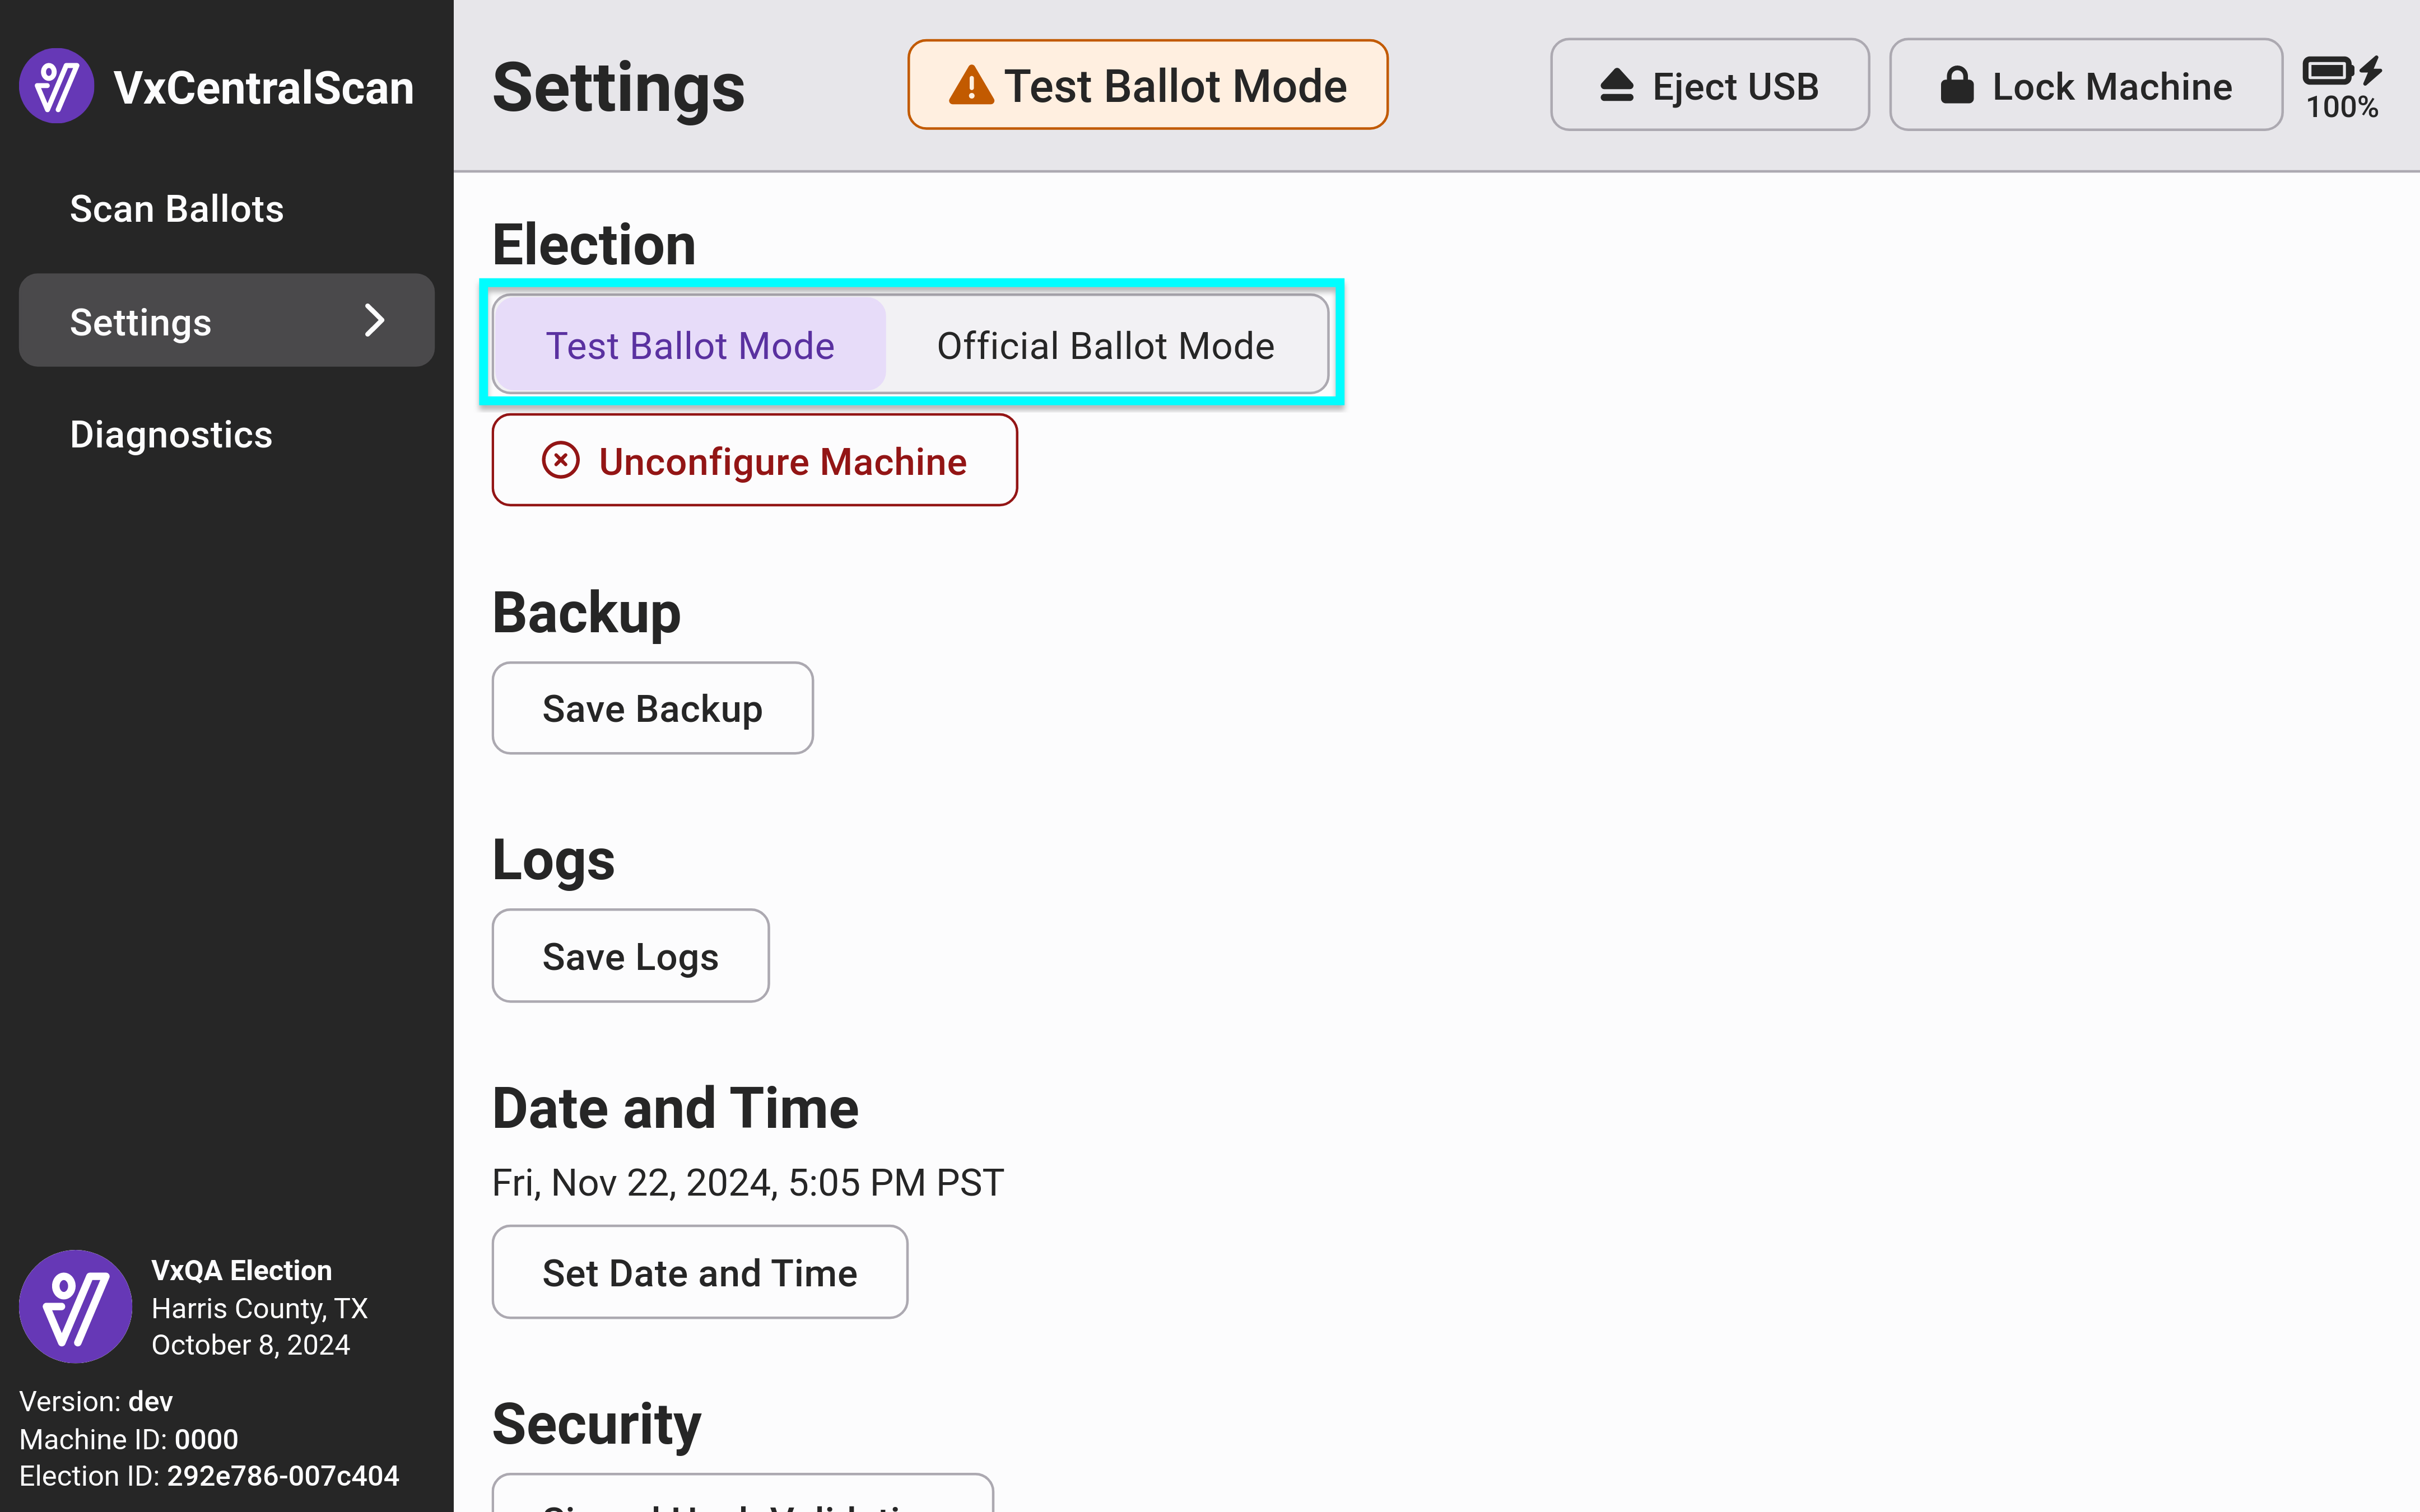 VxCentralScan
Scan Ballots
Settings
Diagnostics
VxQA Election
Harris County, TX
October 8, 2024
Version: dev
Machine ID: 0000
Election ID: 292e786-007c404
Settings
Test Ballot Mode
Eject USB
Lock Machine
100%
Election
Test Ballot Mode
Official Ballot Mode
Unconfigure Machine
Backup
Save Backup
Logs
Save Logs
Date and Time
Fri, Nov 22, 2024, 5:05 PM PST
Set Date and Time
Security